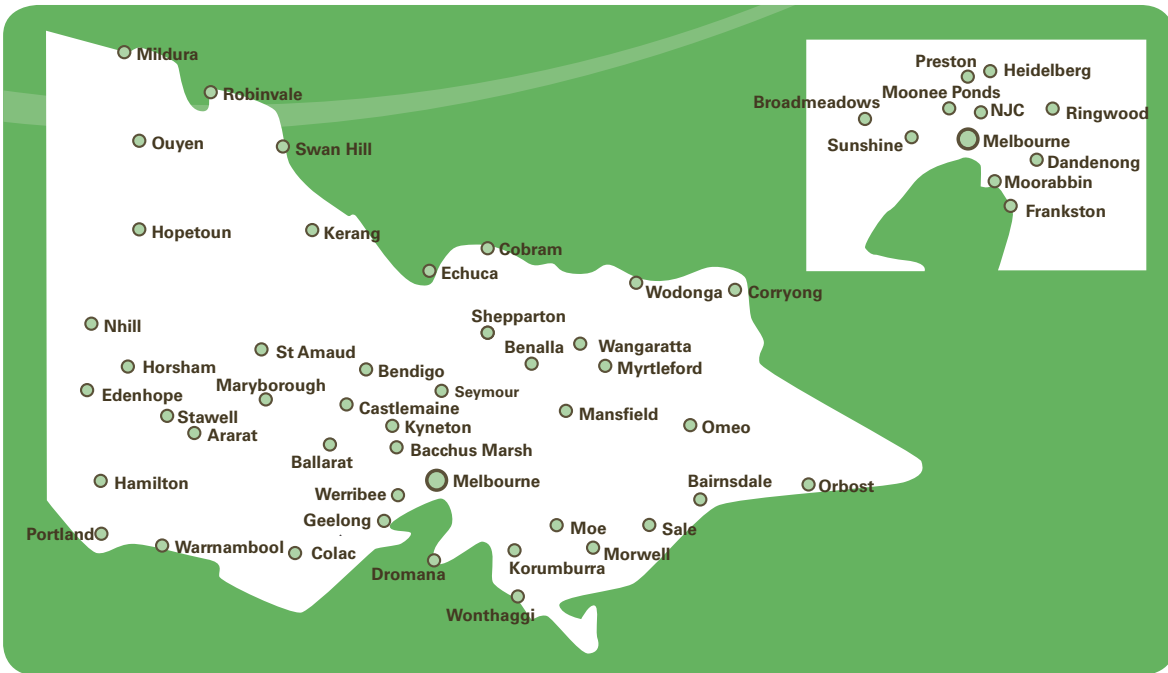 Mildura
Robinvale
Ouyen
Swan Hill
Hopetoun
Kerang
Cobram
Echuca
Wodonga
Corryong
Nhill
Shepparton
Benalla
Wangaratta
St Amaud
Horsham
Bendigo
Myrtleford
Maryborough
Edenhope
Seymour
Castlemaine
Mansfield
Stawell
Kyneton
Omeo
Ararat
Bacchus Marsh
Ballarat
Hamilton
Melbourne
Bairnsdale
Orbost
Werribee
Geelong
Moe
Sale
Portland
Warrnambool
Colac
Morwell
Korumburra
Dromana
Wonthaggi
Preston
Heidelberg
Moonee Ponds
Broadmeadows
NJC
Ringwood
Sunshine
Melbourne
Dandenong
Moorabbin
Frankston